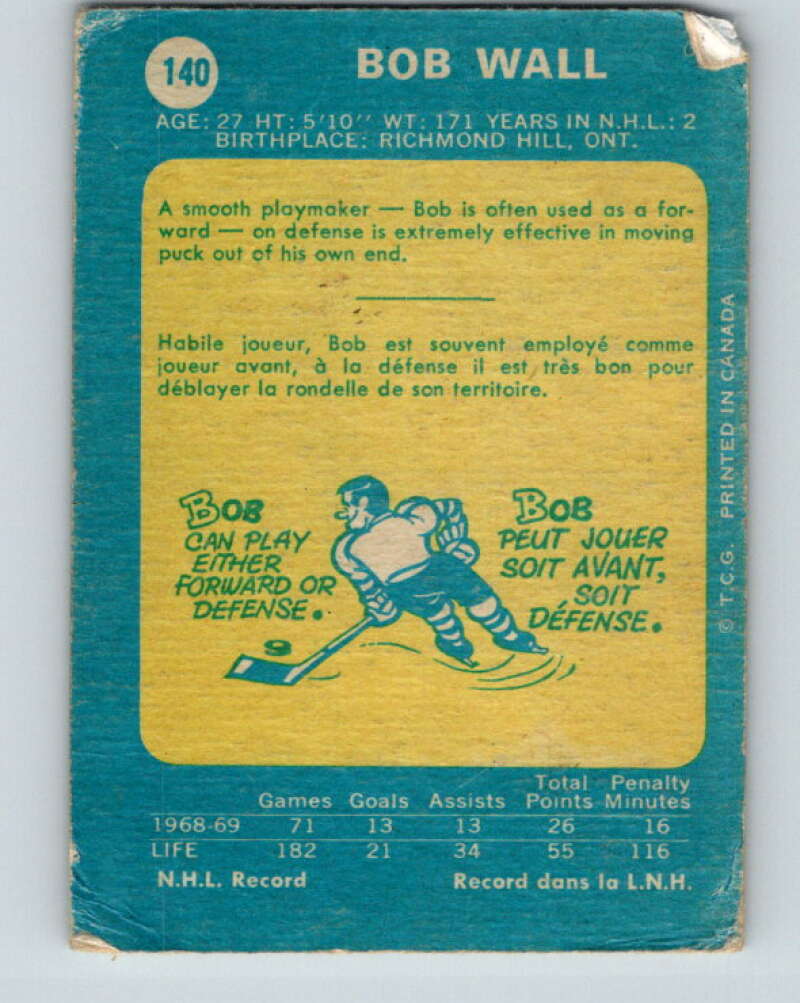 140
BOB WALL
AGE: 27 HT: 5'10'' WT: 171 YEARS IN N.H.L.: 2
BIRTHPLACE: RICHMOND HILL, ONT.
A smooth playmaker — Bob is often used as a for-
ward — on defense is extremely effective in moving
puck out of his own end.
Habile joueur, Bob est souvent employé comme
joueur avant, à la défense il est très bon pour
déblayer la rondelle de son territoire.
BOB
CAN PLAY
EITHER
FORWARD OR
DEFENSE.
9
BOB
PEUT JOUER
SOIT AVANT,
SOIT
DÉFENSE.
© T.C.G. PRINTED IN CANADA
Games Goals Assists Total Points Penalty Minutes
1968-69 71 13 13 26 16
LIFE 182 21 34 55 116
N.H.L. Record Record dans la L.N.H.